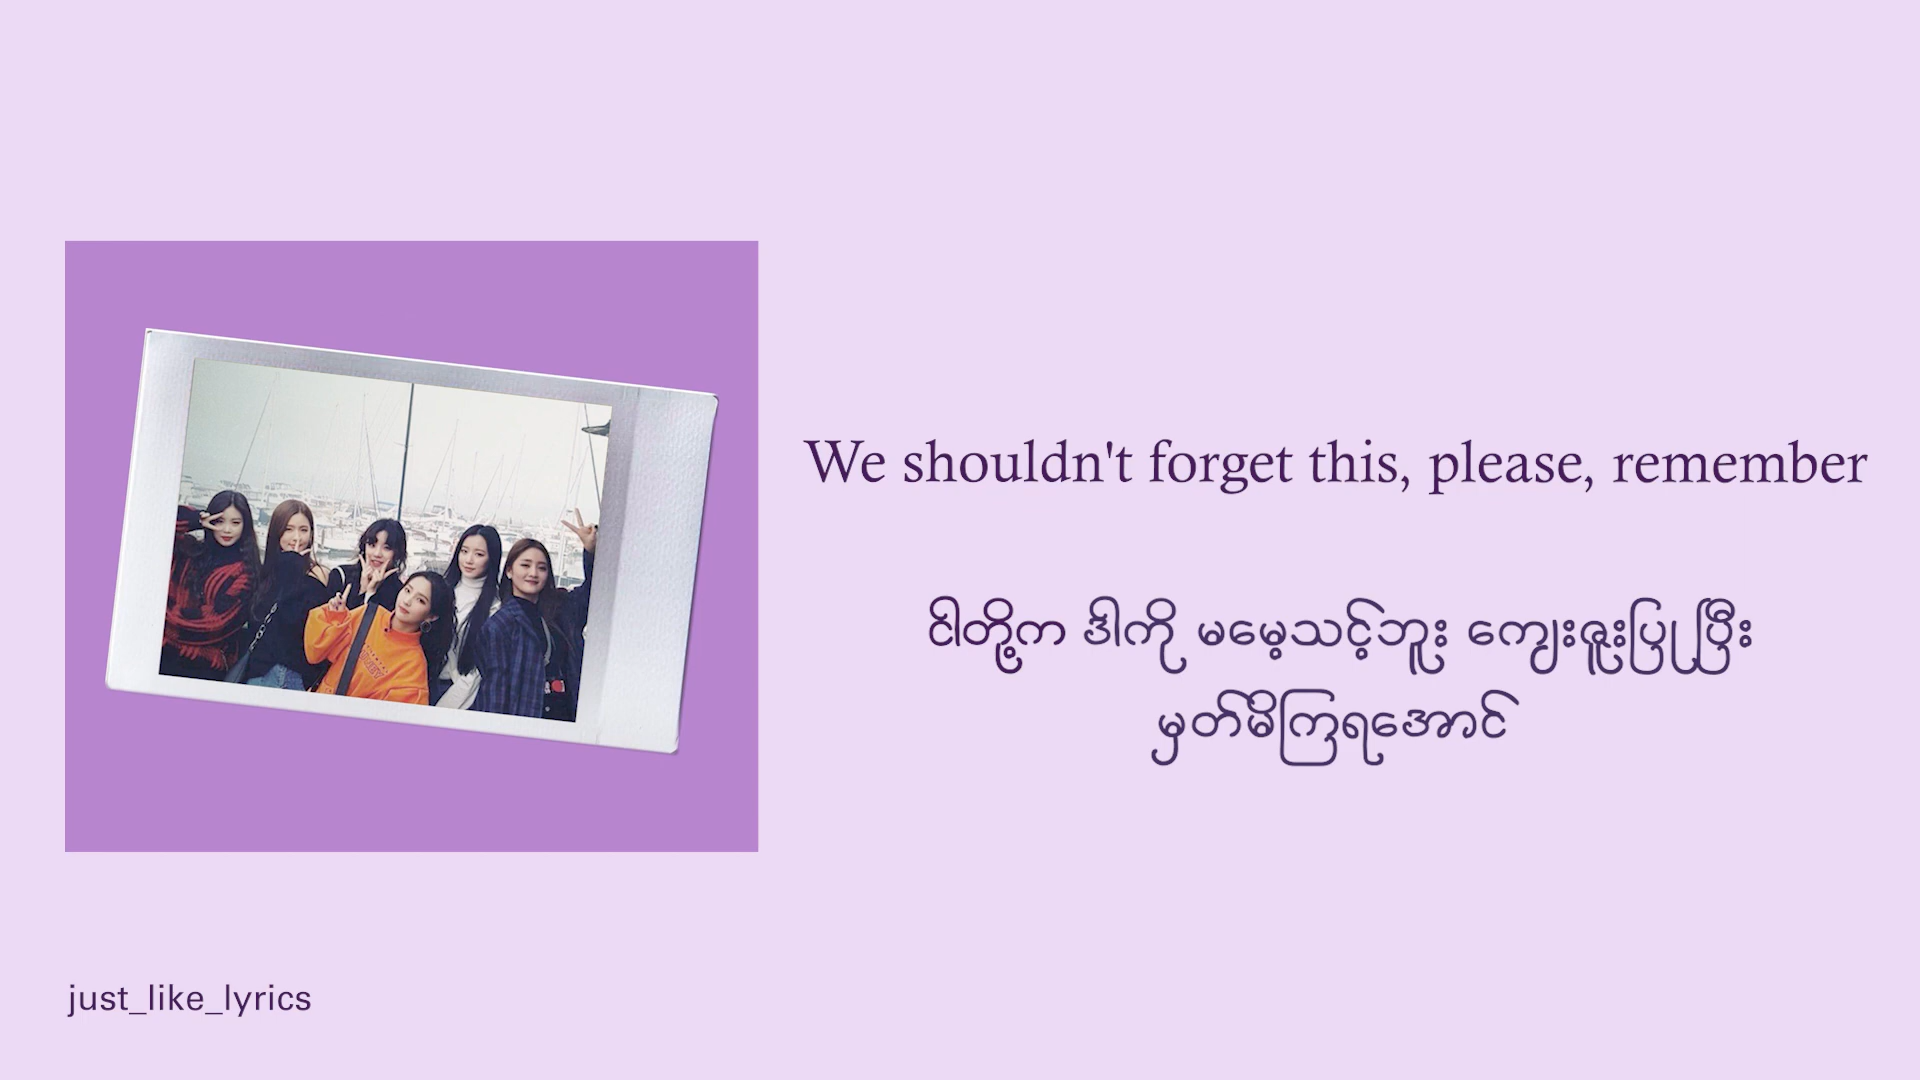 We shouldn't forget this, please, remember
ငါတို့က ဒါကို မမေ့သင့်ဘူး ကျေးဇူးပြုပြီး
မှတ်မိကြရအောင်
just_like_lyrics